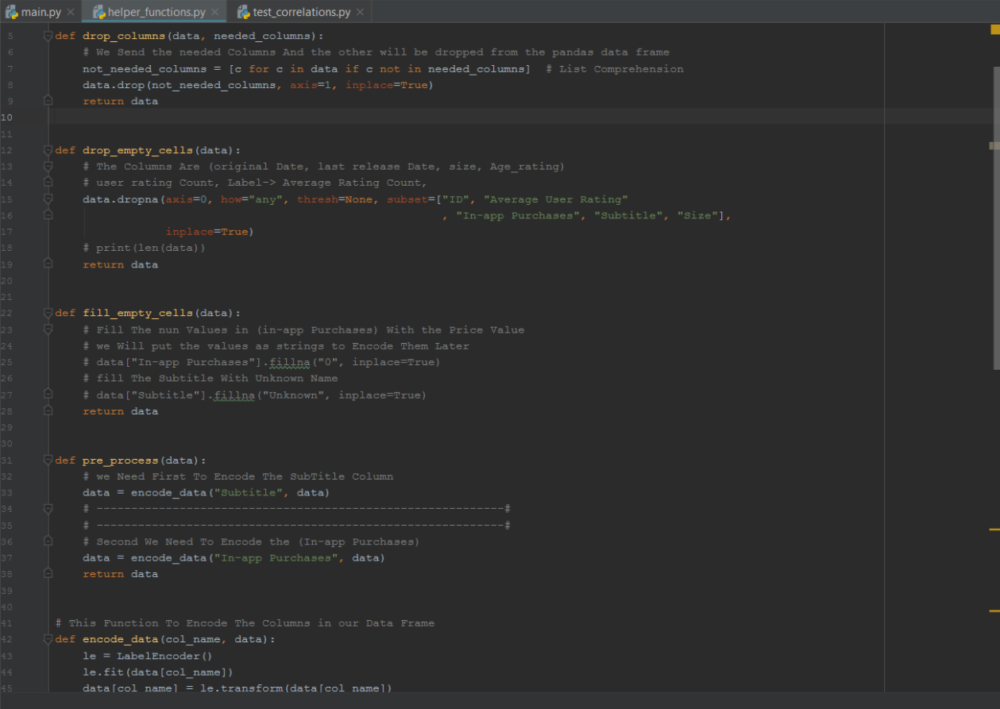 main.py helper_functions.py test_correlations.py
5 def drop_columns(data, needed_columns):
6 # We Send the needed Columns And the other will be dropped from the pandas data frame
7 not_needed_columns = [c for c in data if c not in needed_columns]  # List Comprehension
8 data.drop(not_needed_columns, axis=1, inplace=True)
9 return data
10
11
12 def drop_empty_cells(data):
13 # The Columns Are (original Date, last release Date, size, Age_rating)
14 # user rating Count, Label-> Average Rating Count,
15 data.dropna(axis=0, how="any", thresh=None, subset=["ID", "Average User Rating"
16 , "In-app Purchases", "Subtitle", "Size"],
17 inplace=True)
18 # print(len(data))
19 return data
20
21
22 def fill_empty_cells(data):
23 # Fill The nun Values in (in-app Purchases) With the Price Value
24 # we Will put the values as strings to Encode Them Later
25 # data["In-app Purchases"].fillna("0", inplace=True)
26 # fill The Subtitle With Unknown Name
27 # data["Subtitle"].fillna("Unknown", inplace=True)
28 return data
29
30
31 def pre_process(data):
32 # we Need First To Encode The SubTitle Column
33 data = encode_data("Subtitle", data)
34 # -----------------------------------------------------------#
35 # -----------------------------------------------------------#
36 # Second We Need To Encode the (In-app Purchases)
37 data = encode_data("In-app Purchases", data)
38 return data
39
40
41 # This Function To Encode The Columns in our Data Frame
42 def encode_data(col_name, data):
43 le = LabelEncoder()
44 le.fit(data[col_name])
45 data[col_name] = le.transform(data[col_name])